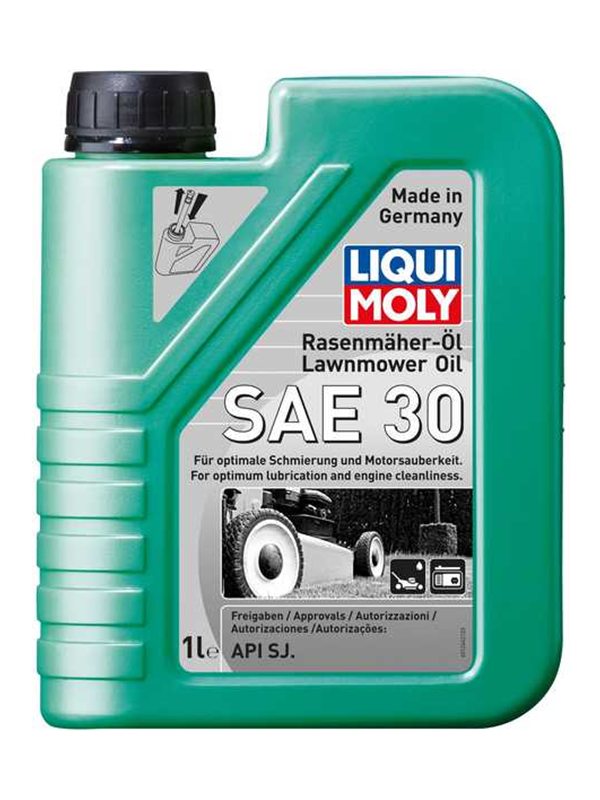 Made in
Germany
LIQUI
MOLY
Rasenmäher-Öl
Lawnmower Oil
SAE 30
Für optimale Schmierung und Motorsauberkeit.
For optimum lubrication and engine cleanliness.
Freigaben / Approvals / Autorizzazioni /
Autorizaciones /Autorizações:
1l℮ API SJ.